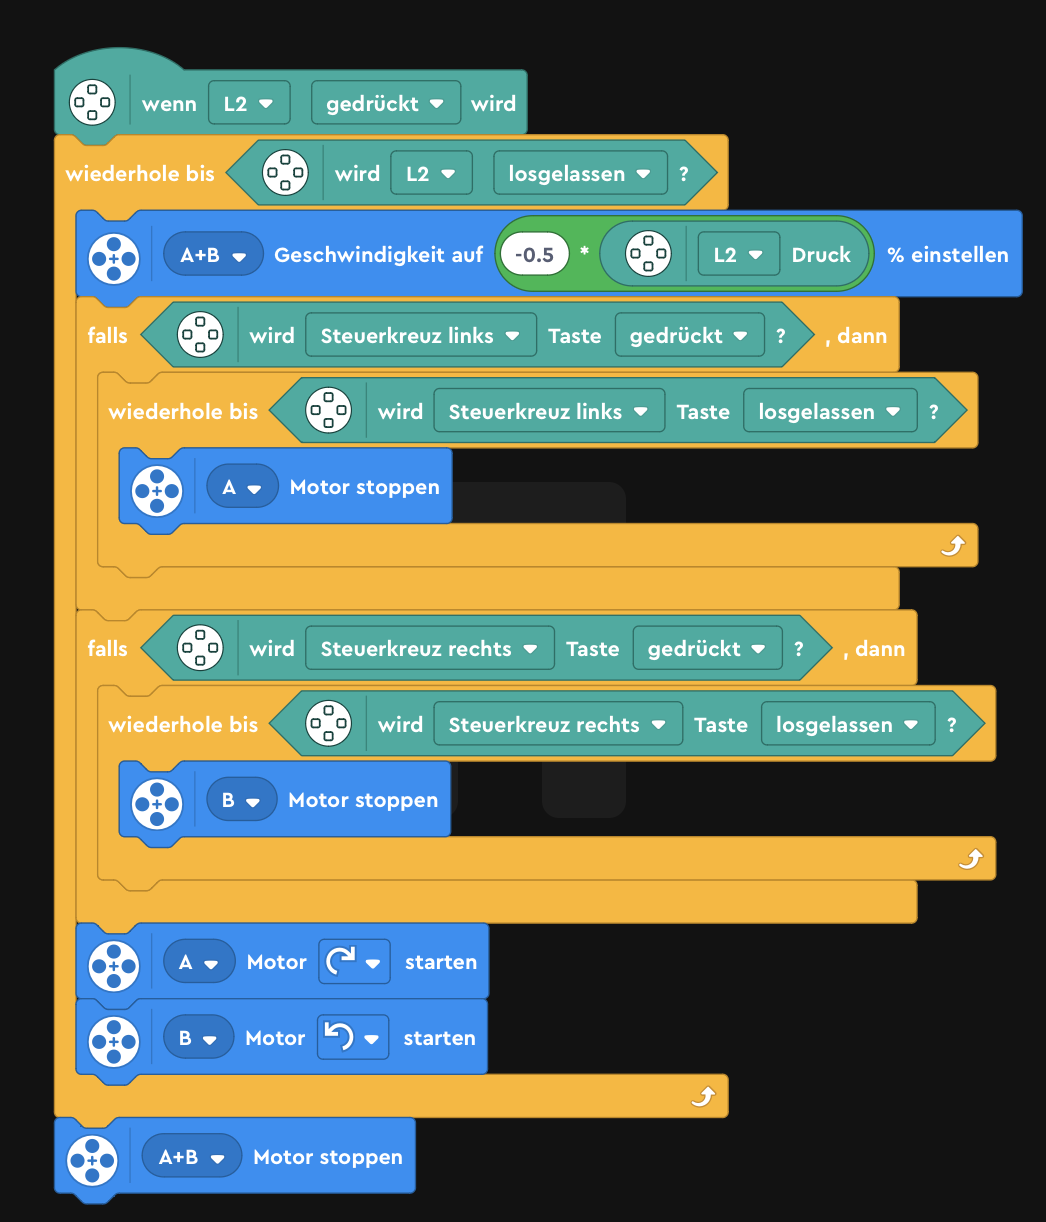 wenn L2 gedrückt wird
wiederhole bis wird L2 losgelassen ?
A+B Geschwindigkeit auf -0.5 * L2 Druck % einstellen
falls wird Steuerkreuz links Taste gedrückt ? , dann
wiederhole bis wird Steuerkreuz links Taste losgelassen ?
A Motor stoppen
falls wird Steuerkreuz rechts Taste gedrückt ? , dann
wiederhole bis wird Steuerkreuz rechts Taste losgelassen ?
B Motor stoppen
A Motor starten
B Motor starten
A+B Motor stoppen